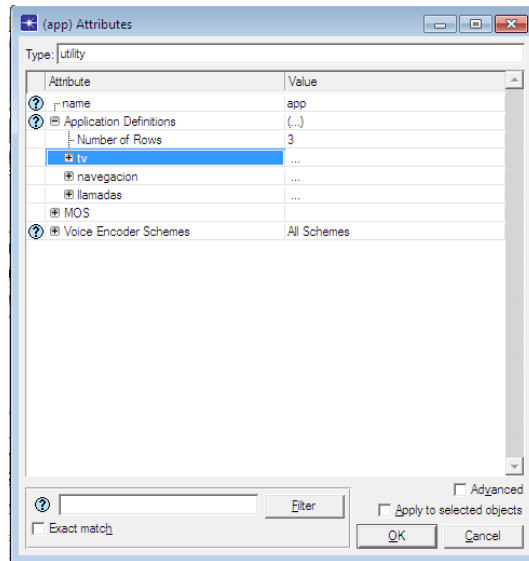 (app) Attributes
Type: utility
Attribute Value
name app
Application Definitions (...)
Number of Rows 3
tv ...
navegacion ...
llamadas ...
MOS
Voice Encoder Schemes All Schemes
Advanced
Filter
Apply to selected objects
Exact match
OK Cancel